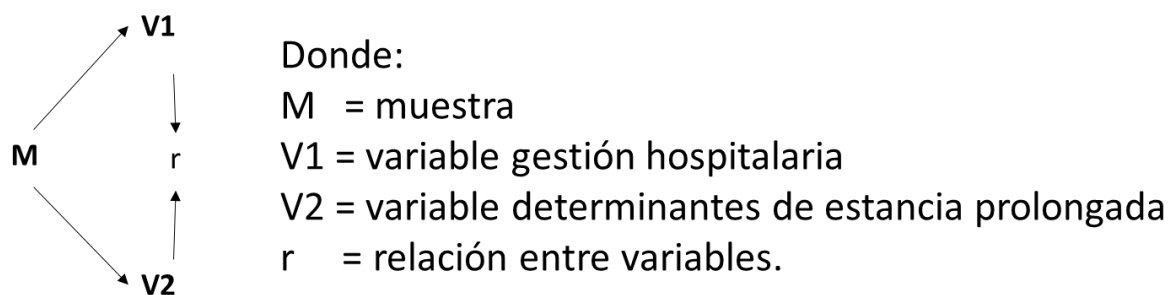 V1
M
r
V2
Donde:
M = muestra
V1 = variable gestión hospitalaria
V2 = variable determinantes de estancia prolongada
r = relación entre variables.